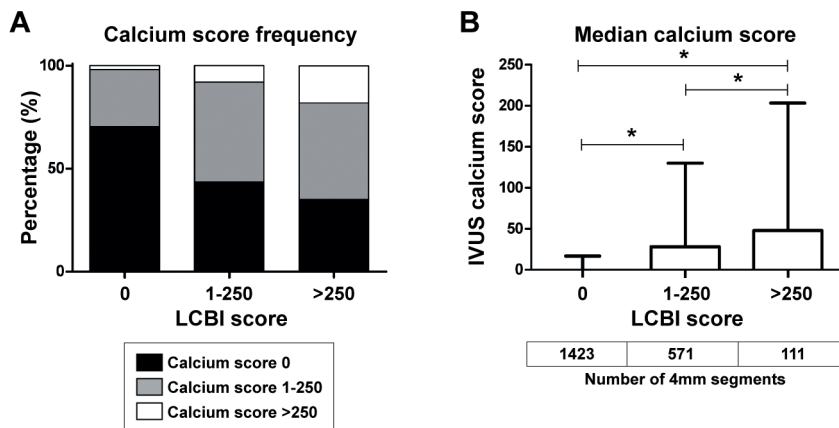 A
Calcium score frequency
Percentage (%)
100
50
0
0 1-250 >250
LCBI score
Calcium score 0
Calcium score 1-250
Calcium score >250
B
Median calcium score
IVUS calcium score
250
200
150
100
50
0
* 
*
*
0 1-250 >250
LCBI score
1423 571 111
Number of 4mm segments